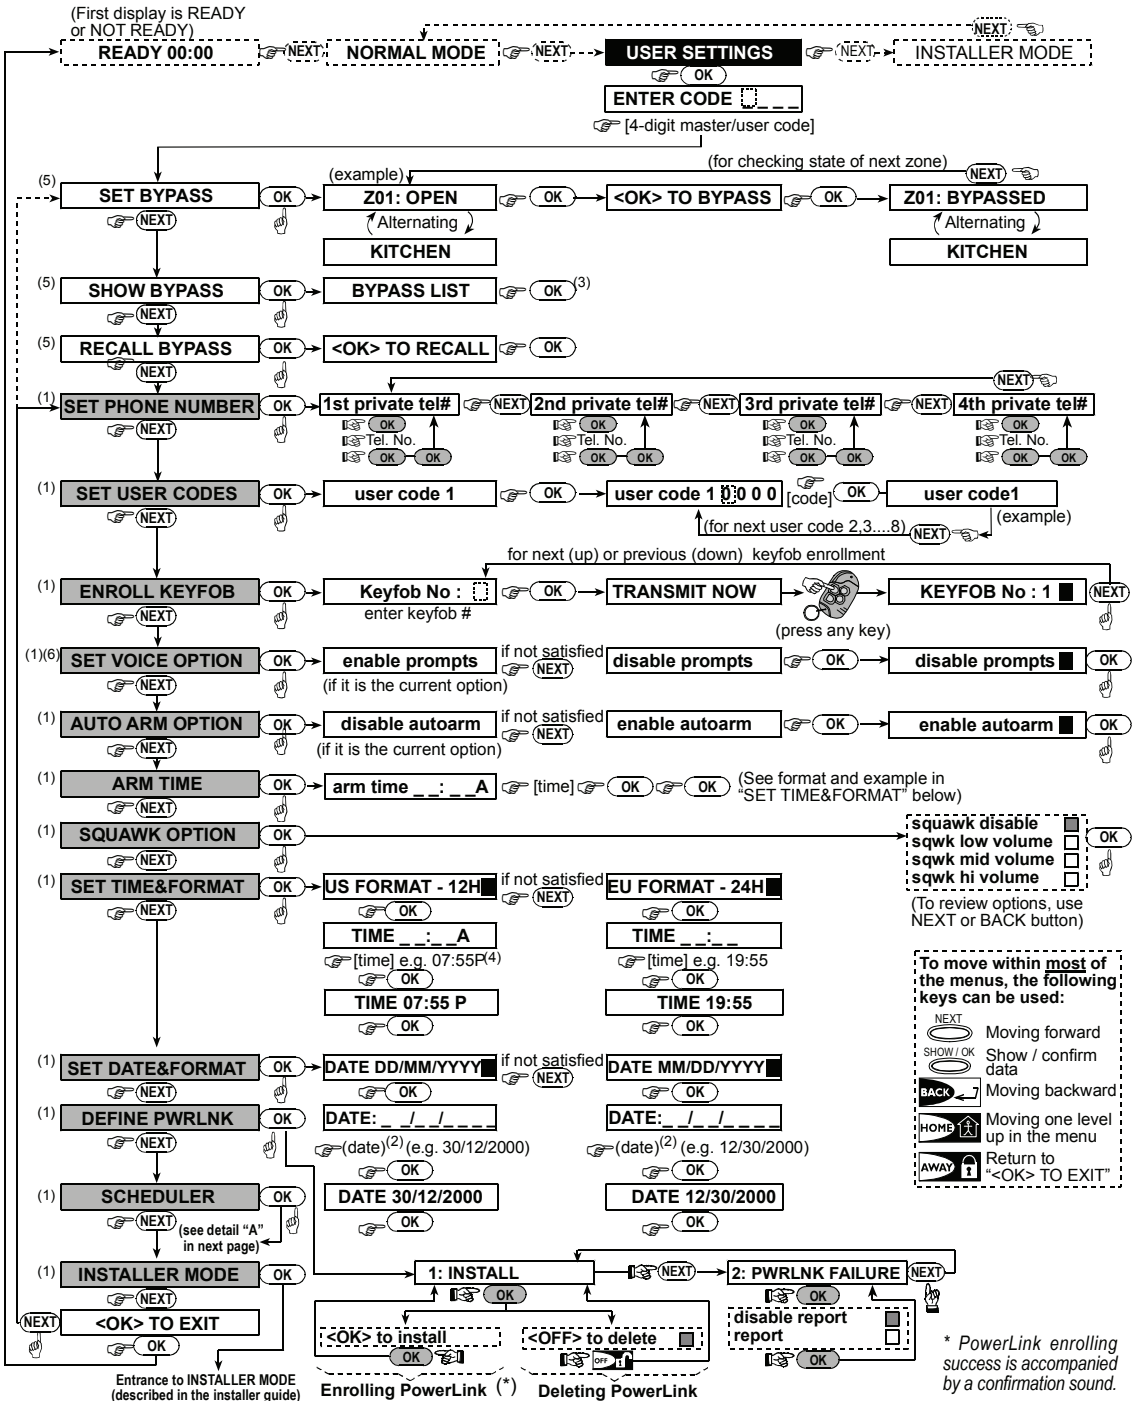 (First display is READY
or NOT READY)
READY 00:00
NEXT
NORMAL MODE
NEXT
USER SETTINGS
NEXT
INSTALLER MODE
NEXT
OK
ENTER CODE _ _ _ _
[4-digit master/user code]
(for checking state of next zone)
(5)
SET BYPASS
OK
(example)
Z01: OPEN
OK
<OK> TO BYPASS
OK
Z01: BYPASSED
NEXT
NEXT
Alternating
Alternating
KITCHEN
KITCHEN
(5)
SHOW BYPASS
OK
BYPASS LIST
OK
(3)
NEXT
(5)
RECALL BYPASS
OK
<OK> TO RECALL
OK
NEXT
NEXT
(1)
SET PHONE NUMBER
OK
1st private tel#
NEXT
2nd private tel#
NEXT
3rd private tel#
NEXT
4th private tel#
NEXT
OK
OK
OK
OK
Tel. No.
Tel. No.
Tel. No.
Tel. No.
OK OK
OK OK
OK OK
OK OK
(1)
SET USER CODES
OK
user code 1
OK
user code 1 0 0 0 0
[code]
OK
user code1
NEXT
(for next user code 2,3....8)
NEXT
(example)
for next (up) or previous (down) keyfob enrollment
(1)
ENROLL KEYFOB
OK
Keyfob No :
OK
TRANSMIT NOW
KEYFOB No : 1
NEXT
NEXT
enter keyfob #
(press any key)
(1)(6)
SET VOICE OPTION
OK
enable prompts
if not satisfied
NEXT
disable prompts
OK
disable prompts
OK
NEXT
(if it is the current option)
(1)
AUTO ARM OPTION
OK
disable autoarm
if not satisfied
NEXT
enable autoarm
OK
enable autoarm
OK
NEXT
(if it is the current option)
(1)
ARM TIME
OK
arm time _ _: _ _A
[time]
OK
OK
(See format and example in
“SET TIME&FORMAT” below)
NEXT
(1)
SQUAWK OPTION
OK
squawk disable
sqwk low volume
sqwk mid volume
sqwk hi volume
OK
NEXT
(To review options, use
NEXT or BACK button)
(1)
SET TIME&FORMAT
OK
US FORMAT - 12H
if not satisfied
NEXT
EU FORMAT - 24H
NEXT
OK
OK
TIME _ _:_ _A
TIME _ _:_ _
[time] e.g. 07:55P(4)
[time] e.g. 19:55
OK
OK
TIME 07:55 P
TIME 19:55
OK
OK
To move within most of
the menus, the following
keys can be used:
NEXT
Moving forward
SHOW / OK
Show / confirm
data
BACK
Moving backward
HOME
Moving one level
up in the menu
AWAY
Return to
“<OK> TO EXIT”
(1)
SET DATE&FORMAT
OK
DATE DD/MM/YYYY
if not satisfied
NEXT
DATE MM/DD/YYYY
NEXT
(1)
DEFINE PWRLNK
OK
DATE:_ _/_ _/_ _ _ _
DATE:_ _/_ _/_ _ _ _
NEXT
(date)(2) (e.g. 30/12/2000)
(date)(2) (e.g. 12/30/2000)
OK
OK
(1)
SCHEDULER
OK
DATE 30/12/2000
DATE 12/30/2000
NEXT
(see detail “A”
in next page)
OK
OK
(1)
INSTALLER MODE
OK
1: INSTALL
NEXT
2: PWRLNK FAILURE
NEXT
NEXT
OK
OK
NEXT
<OK> TO EXIT
<OK> to install
<OFF> to delete
disable report
report
OK
OK
OFF
OK
Entrance to INSTALLER MODE
(described in the installer guide)
Enrolling PowerLink (*)
Deleting PowerLink
* PowerLink enrolling
success is accompanied
by a confirmation sound.